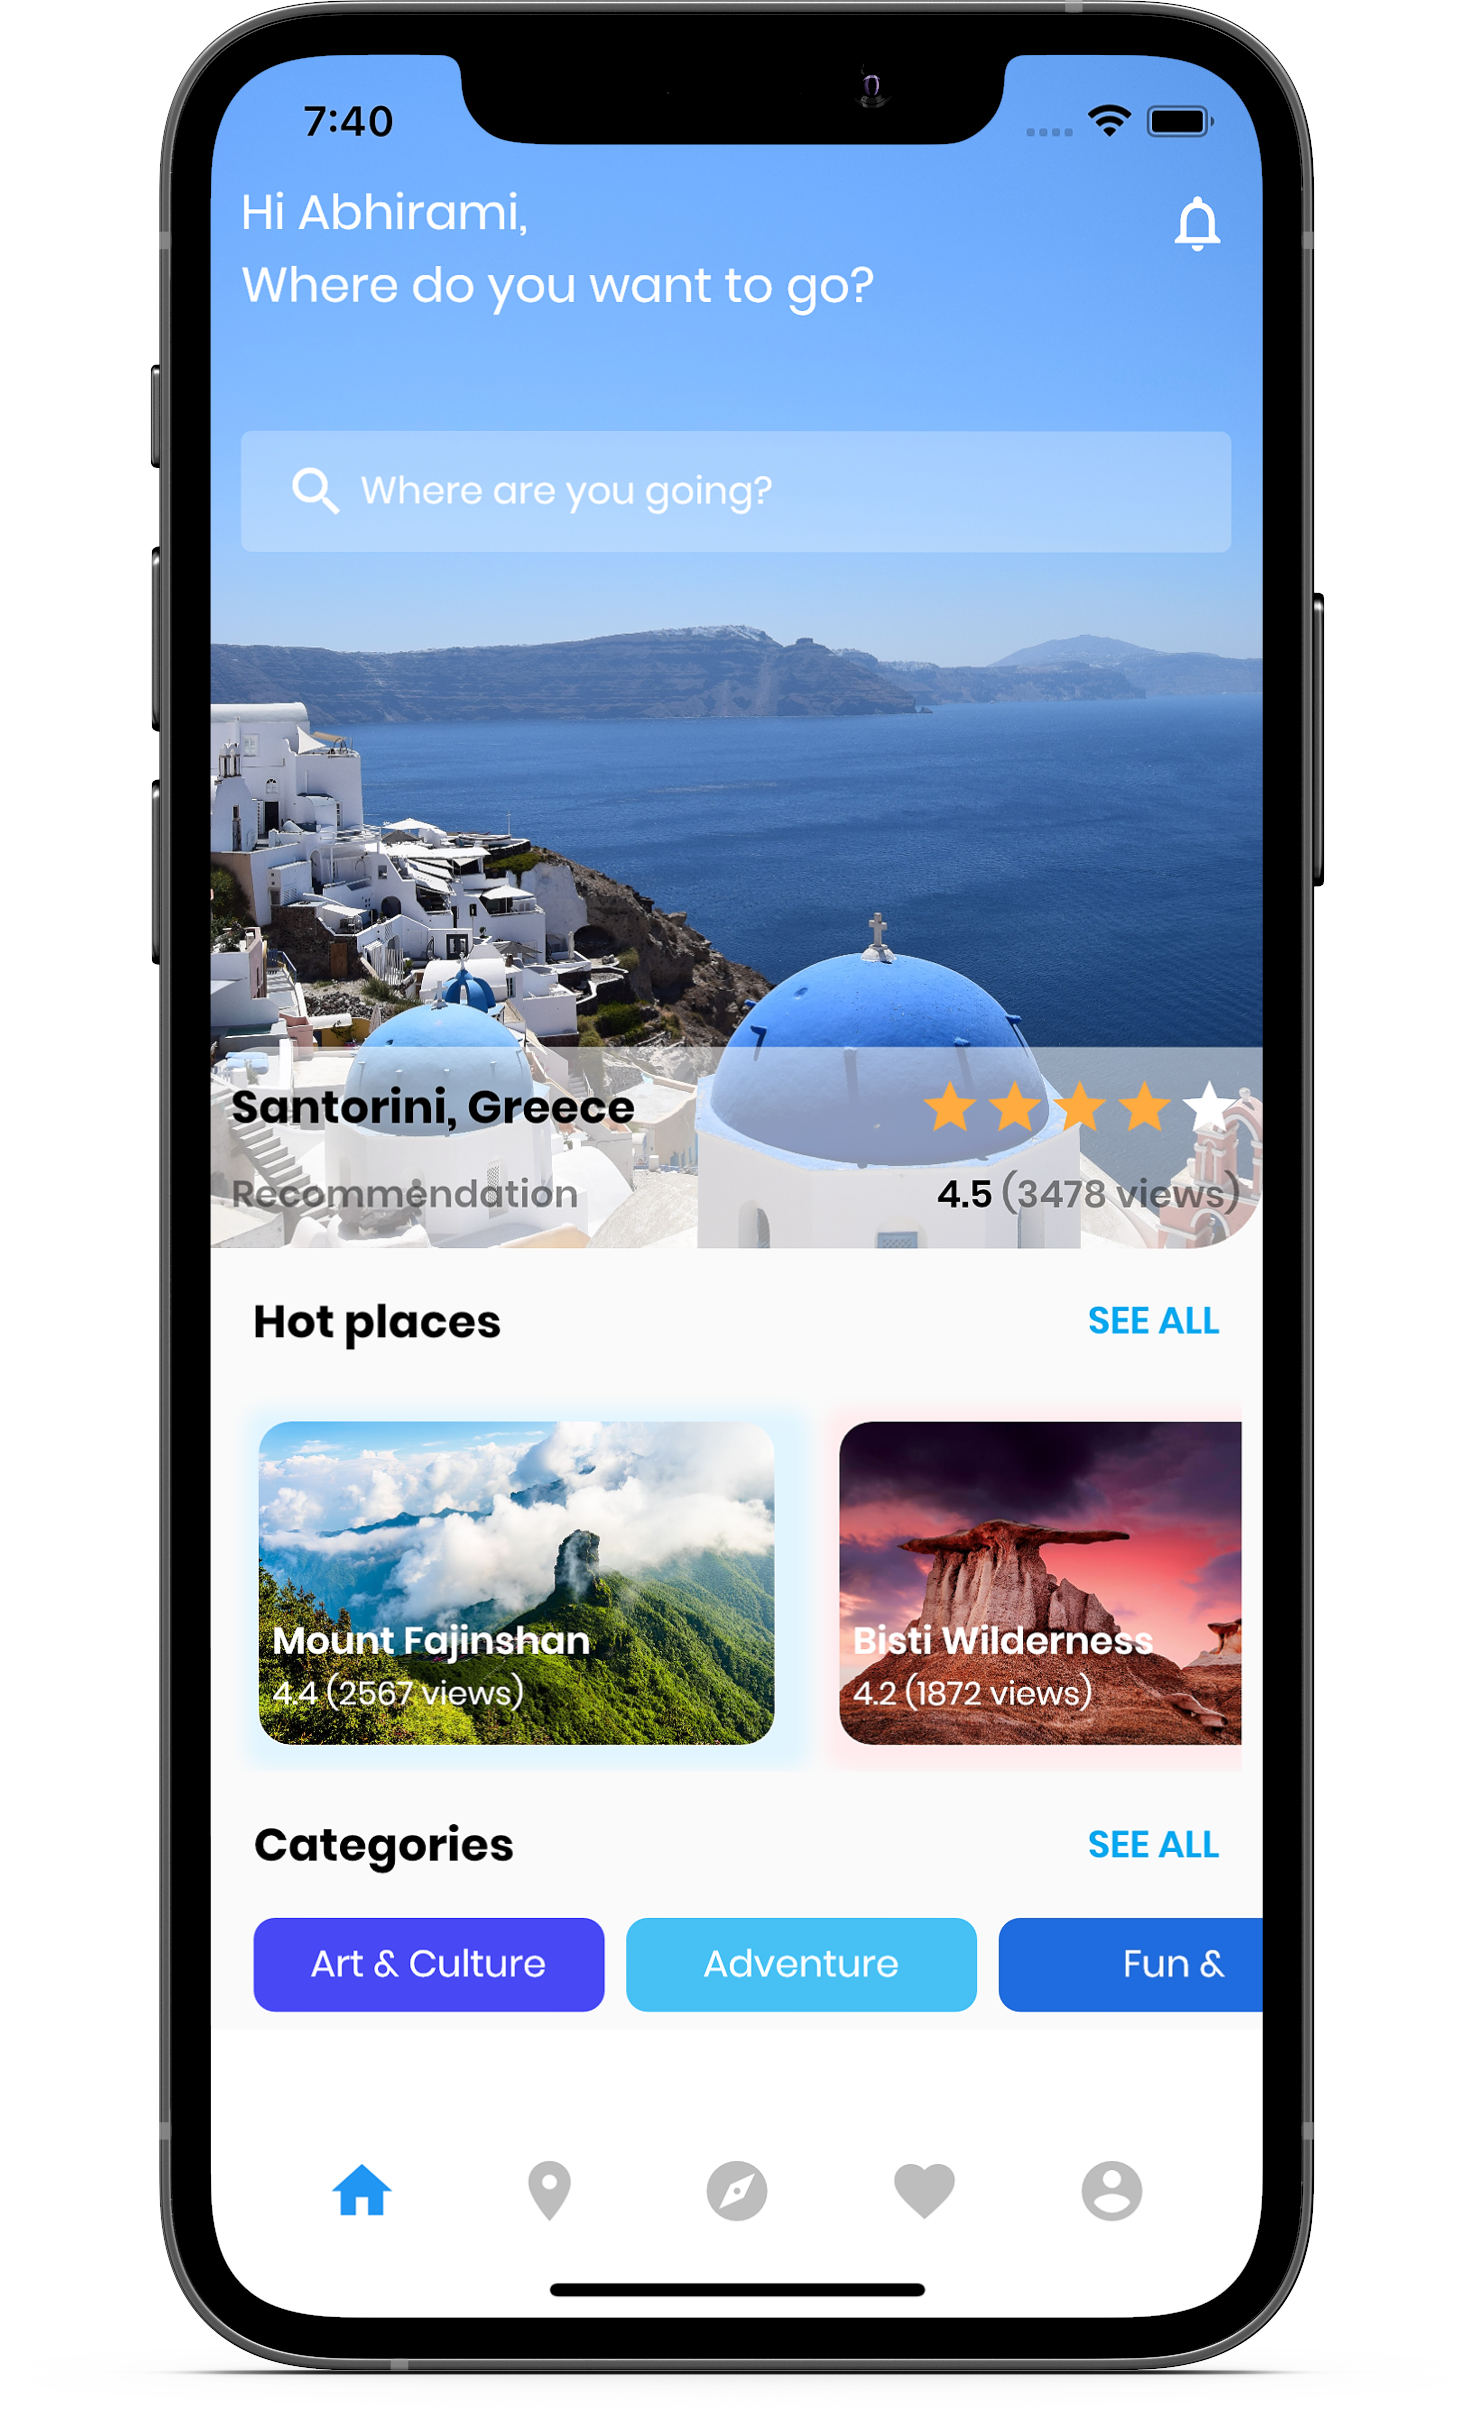 7:40
Hi Abhirami,
Where do you want to go?
Where are you going?
Santorini, Greece
Recommendation
4.5 (3478 views)
Hot places
SEE ALL
Mount Fajinshan
4.4 (2567 views)
Bisti Wilderness
4.2 (1872 views)
Categories
SEE ALL
Art & Culture
Adventure
Fun &